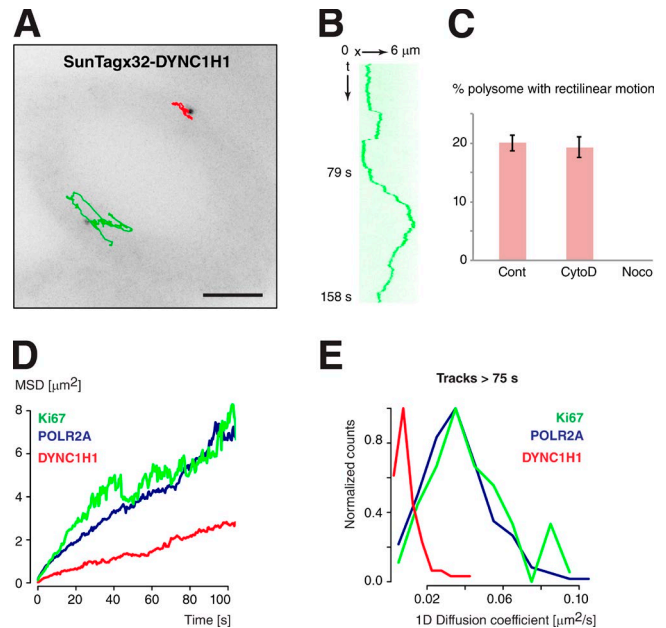 A
SunTagx32-DYNC1H1
B
0 x 6 μm
t
79 s
158 s
C
% polysome with rectilinear motion
20
10
0
Cont CytoD Noco
D
MSD [μm2]
8
6
4
2
0
Ki67
POLR2A
DYNC1H1
0 20 40 60 80 100
Time [s]
E
Tracks > 75 s
Normalized counts
0.8
0.4
0.0
Ki67
POLR2A
DYNC1H1
0.02 0.06 0.10
1D Diffusion coefficient [μm2/s]